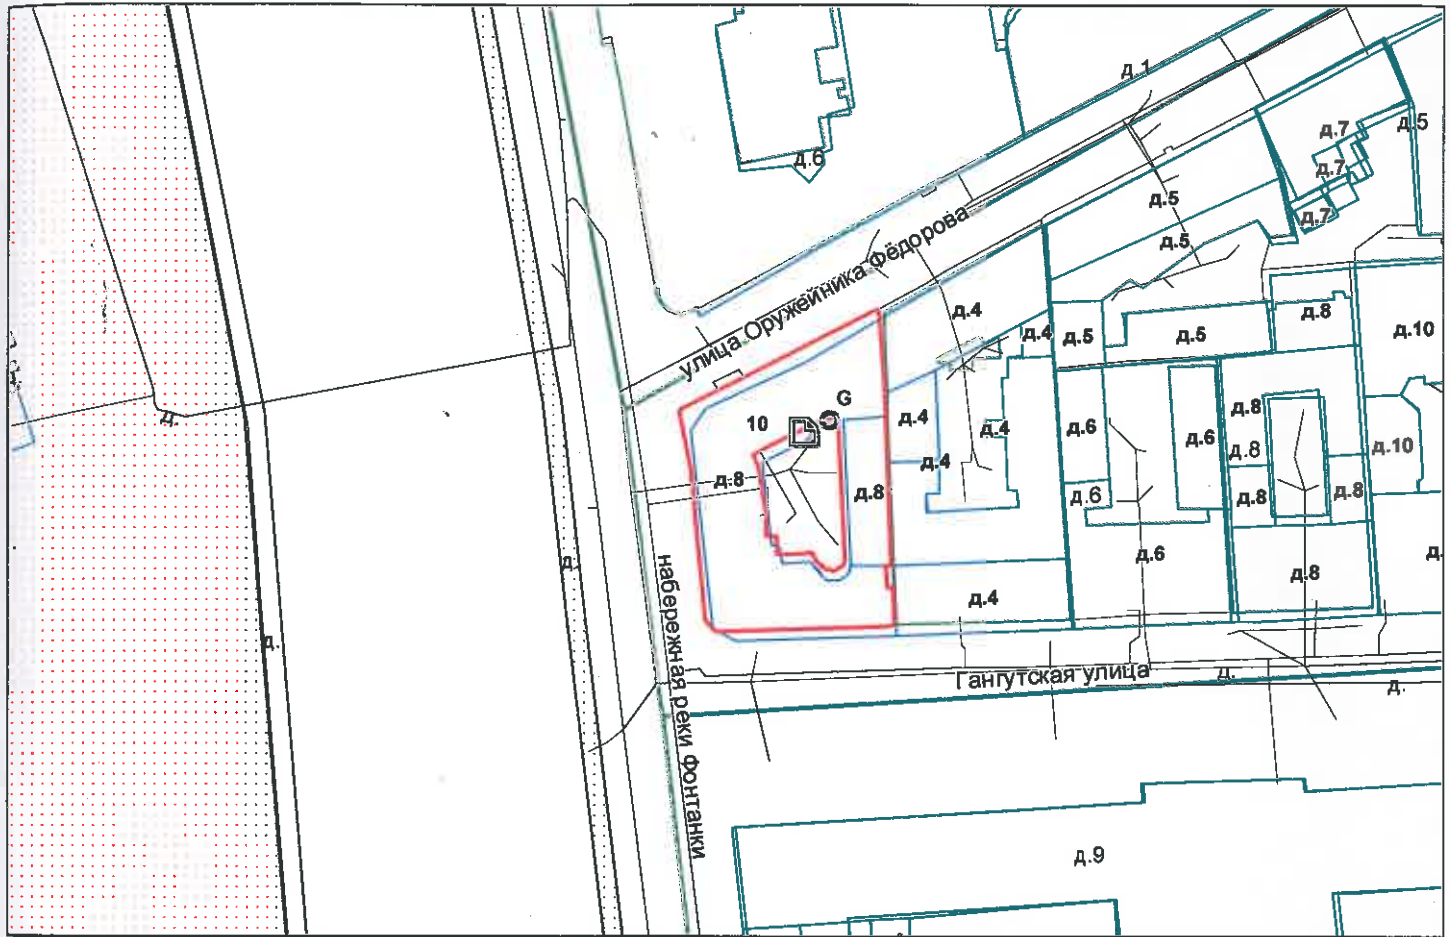 д.1
д.6
д.7
д.5
д.7
д.5
д.7
д.5
улица Оружейника Фёдорова
д.4
д.4
д.5
д.5
д.8
д.10
G
10
д.4
д.4
д.4
д.6
д.6
д.8
д.8
д.10
д.
д.8
д.8
д.6
д.8
д.8
д.
д.6
д.8
д.
д.4
д.
набережная реки Фонтанки
Гангутская улица
д.
д.
д.9